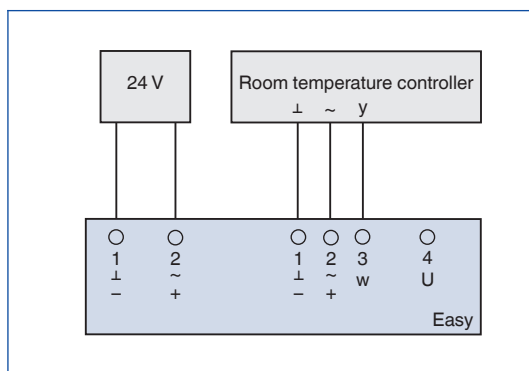 24 V Room temperature controller
⊥ ~ y
1 2 1 2 3 4
⊥ ~ ⊥ ~ w U
– + – +
Easy